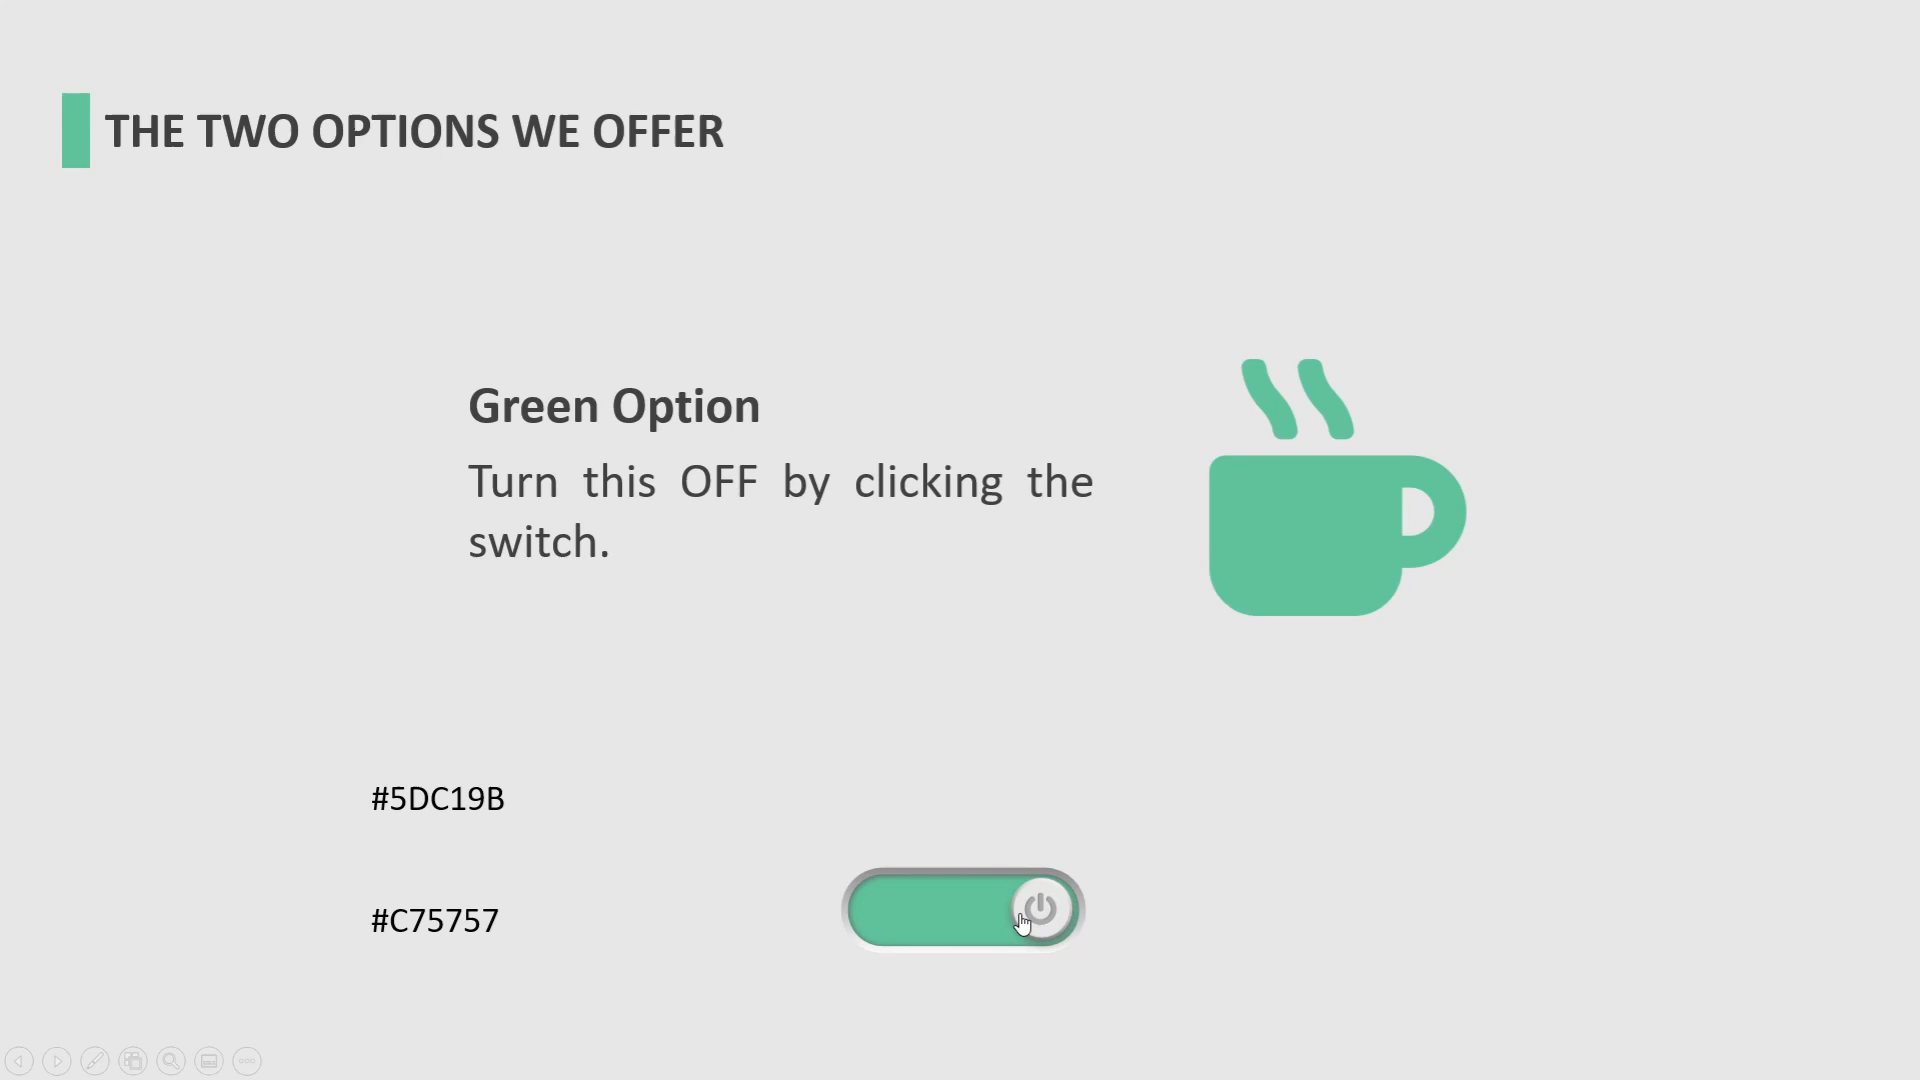 THE TWO OPTIONS WE OFFER
Green Option
Turn this OFF by clicking the
switch.
#5DC19B
#C75757